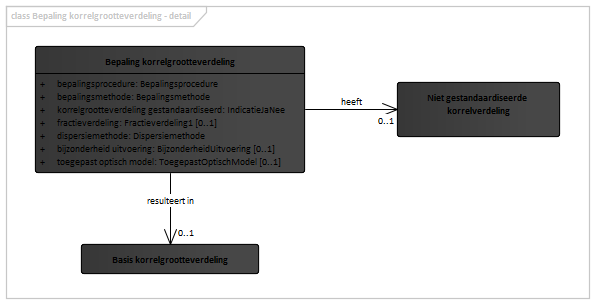 class Bepaling korrelgrootteverdeling - detail
Bepaling korrelgrootteverdeling
+ bepalingsprocedure: Bepalingsprocedure
+ bepalingsmethode: Bepalingsmethode
+ korrelgrootteverdeling gestandaardiseerd: IndicatieJaNee
+ fractieverdeling: Fractieverdeling1 [0..1]
+ dispersiemethode: Dispersiemethode
+ bijzonderheid uitvoering: BijzonderheidUitvoering [0..1]
+ toegepast optisch model: ToegepastOptischModel [0..1]
heeft
0..1
Niet gestandaardiseerde
korrelverdeling
resulteert in
0..1
Basis korrelgrootteverdeling